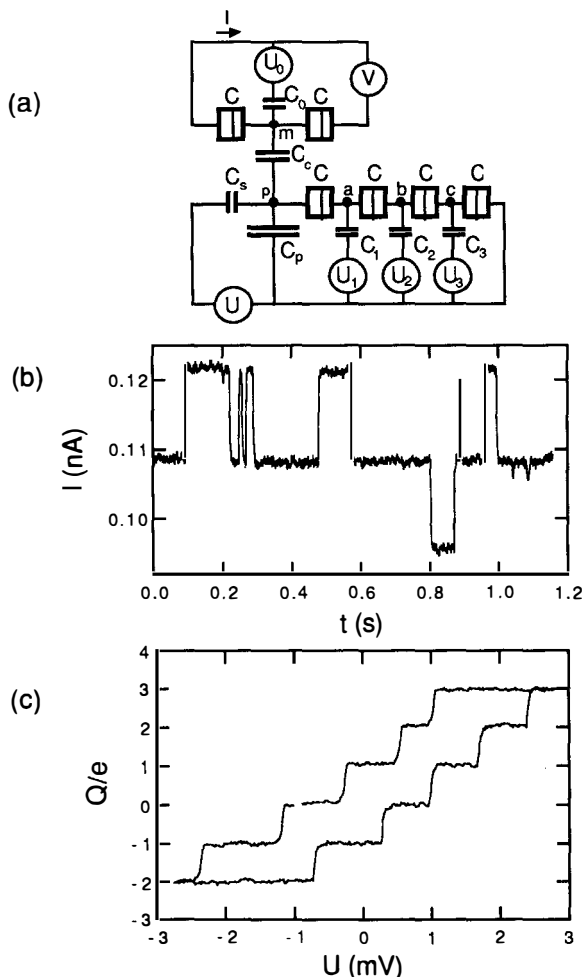 (a)
I
U0
V
C
C0
C
m
Cc
Cs
p
C
a
C
b
C
c
C
Cp
C1
C2
C3
U
U1
U2
U3
(b)
I (nA)
0.12
0.11
0.10
0.0 0.2 0.4 0.6 0.8 1.0 1.2
t (s)
(c)
Q/e
4
3
2
1
0
-1
-2
-3
-3 -2 -1 0 1 2 3
U (mV)